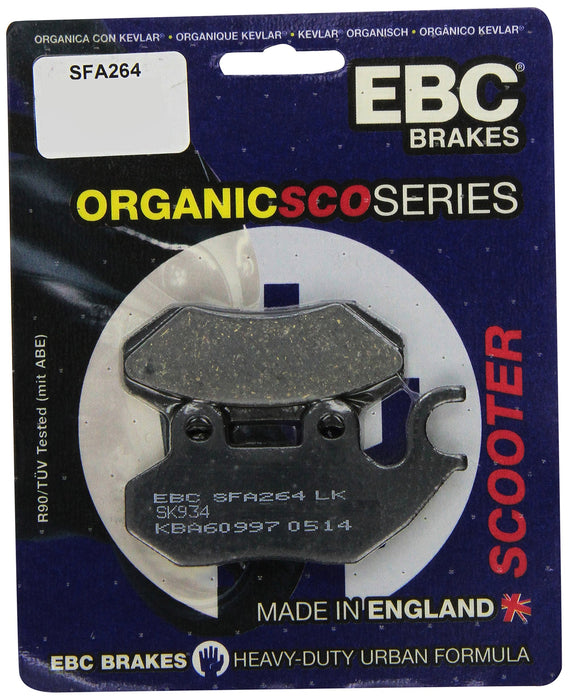 ORGANICA CON KEVLAR® - ORGANIQUE KEVLAR® - KEVLAR® ORGANISCH - ORGÂNICO KEVLAR®
SFA264
EBC®
BRAKES
ORGANICSCOSERIES
R90/TÜV Tested (mit ABE)
SCOOTER
EBC SFA264 LK
SK934
KBA60997 0514
MADE IN ENGLAND
EBC BRAKES HEAVY-DUTY URBAN FORMULA